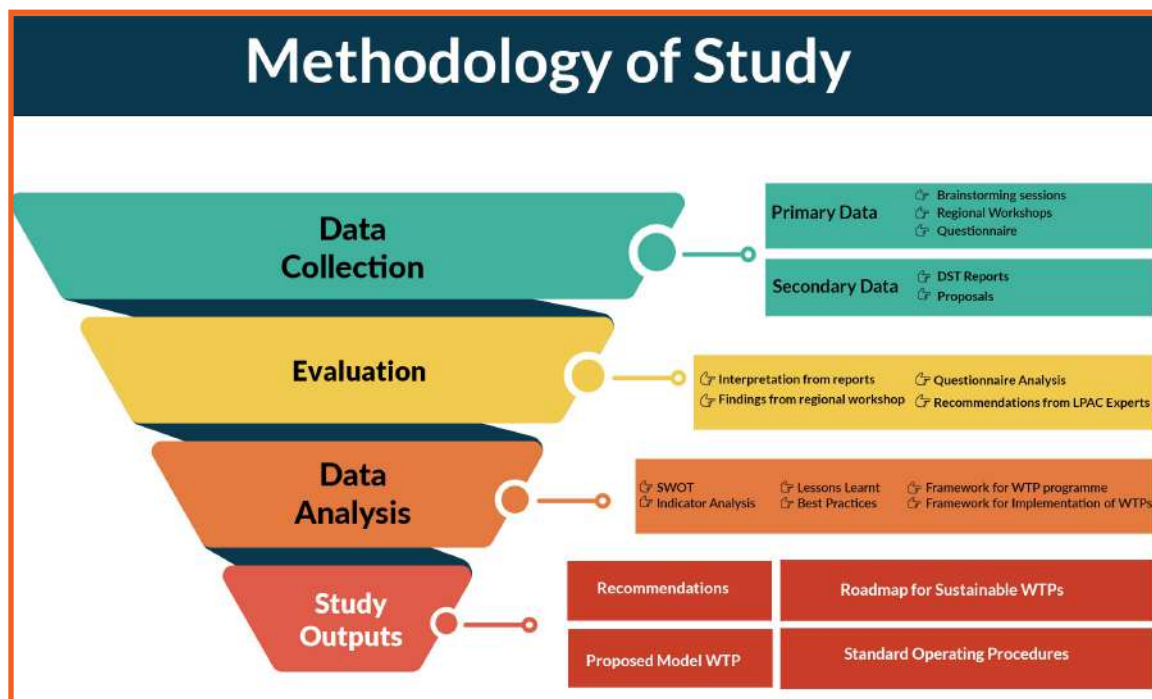 Methodology of Study
Data
Collection
Primary Data
Brainstorming sessions
Regional Workshops
Questionnaire
Secondary Data
DST Reports
Proposals
Evaluation
Interpretation from reports
Findings from regional workshop
Questionnaire Analysis
Recommendations from LPAC Experts
Data
Analysis
SWOT
Indicator Analysis
Lessons Learnt
Best Practices
Framework for WTP programme
Framework for Implementation of WTPs
Study
Outputs
Recommendations
Roadmap for Sustainable WTPs
Proposed Model WTP
Standard Operating Procedures